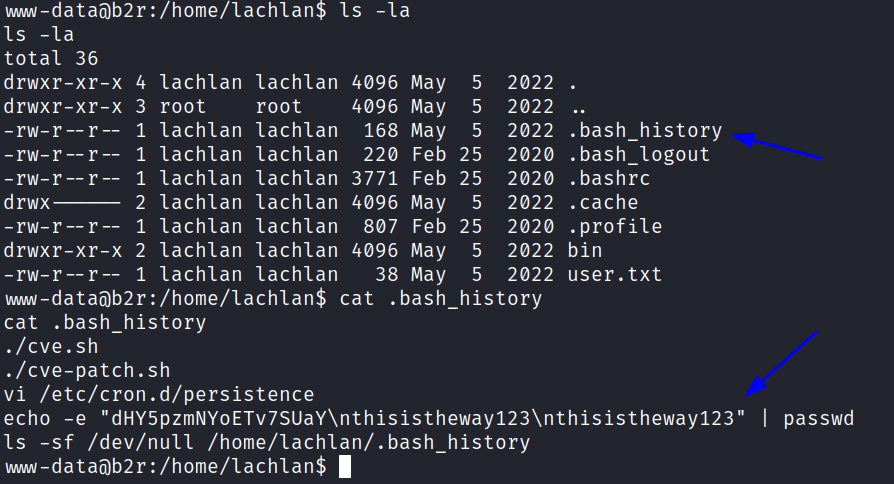 www-data@b2r:/home/lachlan$ ls -la
ls -la
total 36
drwxr-xr-x 4 lachlan lachlan 4096 May  5  2022 .
drwxr-xr-x 3 root    root    4096 May  5  2022 ..
-rw-r--r-- 1 lachlan lachlan  168 May  5  2022 .bash_history
-rw-r--r-- 1 lachlan lachlan  220 Feb 25  2020 .bash_logout
-rw-r--r-- 1 lachlan lachlan 3771 Feb 25  2020 .bashrc
drwx------ 2 lachlan lachlan 4096 May  5  2022 .cache
-rw-r--r-- 1 lachlan lachlan  807 Feb 25  2020 .profile
drwxr-xr-x 2 lachlan lachlan 4096 May  5  2022 bin
-rw-r--r-- 1 lachlan lachlan   38 May  5  2022 user.txt
www-data@b2r:/home/lachlan$ cat .bash_history
cat .bash_history
./cve.sh
./cve-patch.sh
vi /etc/cron.d/persistence
echo -e "dHY5pzmNYoETv7SUaY\nthisistheway123\nthisistheway123" | passwd
ls -sf /dev/null /home/lachlan/.bash_history
www-data@b2r:/home/lachlan$